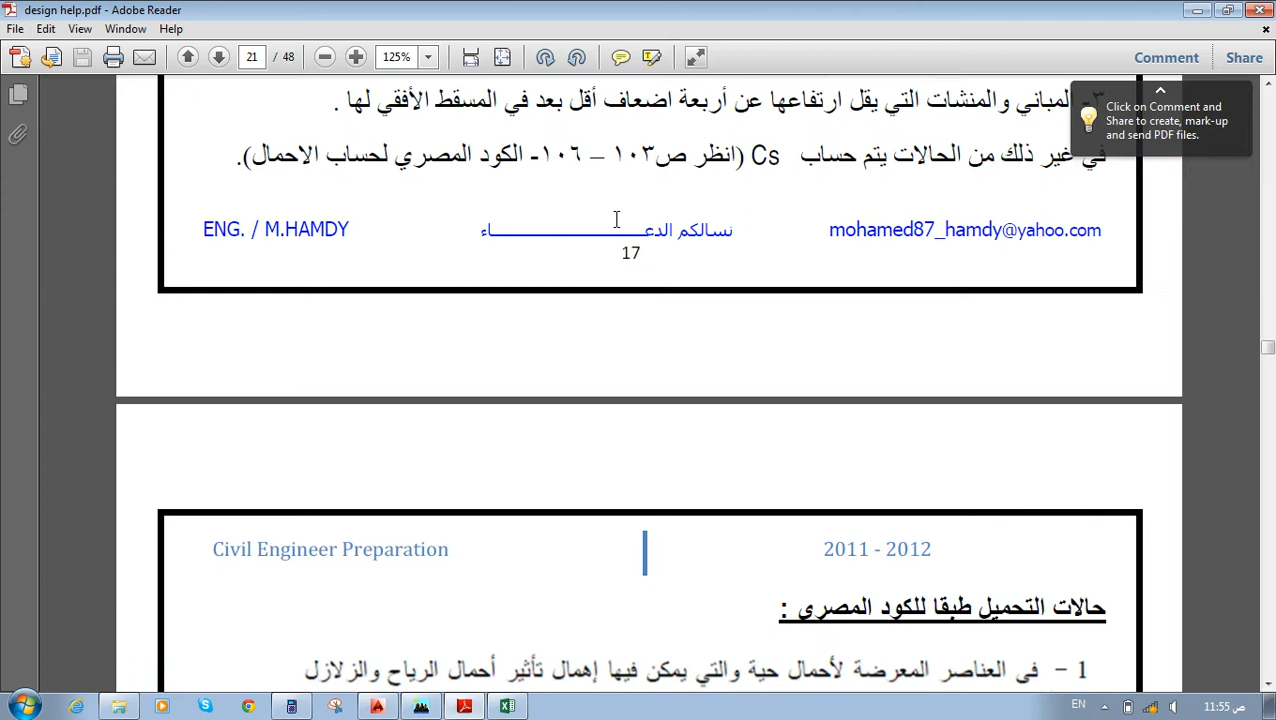 design help.pdf - Adobe Reader
File Edit View Window Help
21 / 48 125% Comment Share
Click on Comment and
Share to create, mark-up
and send PDF files.
٣- المباني والمنشات التي يقل ارتفاعها عن أربعة اضعاف أقل بعد في المسقط الأفقي لها .
في غير ذلك من الحالات يتم حساب Cs (انظر ص١٠٣ – ١٠٦- الكود المصري لحساب الاحمال).
ENG. / M.HAMDY نسالكم الدعـــــــــــــــــــــــاء mohamed87_hamdy@yahoo.com
17
Civil Engineer Preparation 2011 - 2012
حالات التحميل طبقا للكود المصري :
1 – فى العناصر المعرضة لأحمال حية والتي يمكن فيها إهمال تأثير أحمال الرياح والزلازل
EN 11:55 ص